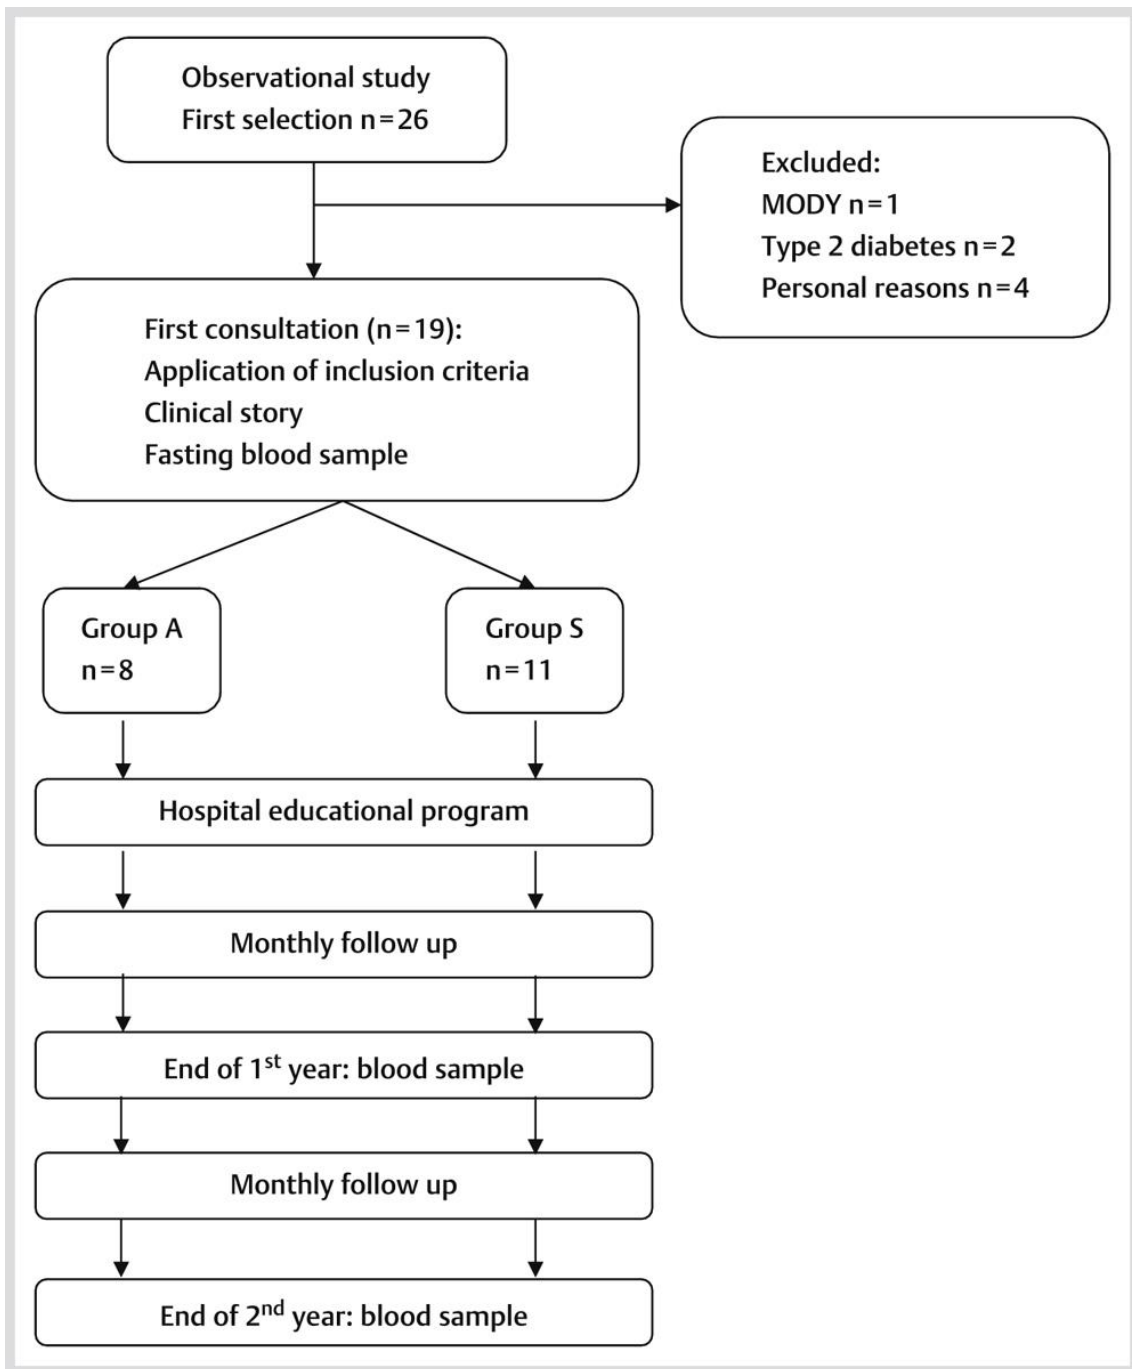 Observational study
First selection n=26
Excluded:
MODY n=1
Type 2 diabetes n=2
Personal reasons n=4
First consultation (n=19):
Application of inclusion criteria
Clinical story
Fasting blood sample
Group A
n=8
Group S
n=11
Hospital educational program
Monthly follow up
End of 1st year: blood sample
Monthly follow up
End of 2nd year: blood sample